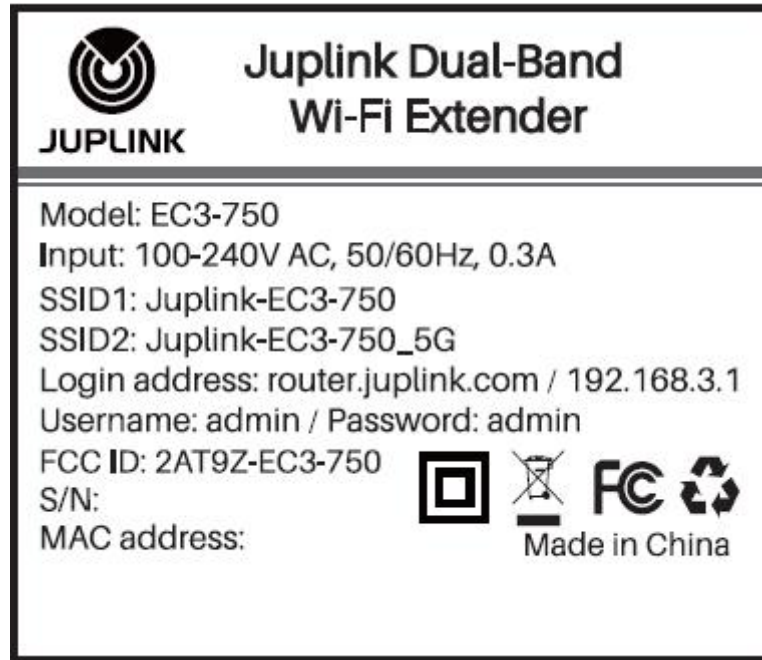 JUPLINK
Juplink Dual-Band
Wi-Fi Extender
Model: EC3-750
Input: 100-240V AC, 50/60Hz, 0.3A
SSID1: Juplink-EC3-750
SSID2: Juplink-EC3-750_5G
Login address: router.juplink.com / 192.168.3.1
Username: admin / Password: admin
FCC ID: 2AT9Z-EC3-750
S/N:
MAC address:
FC
Made in China